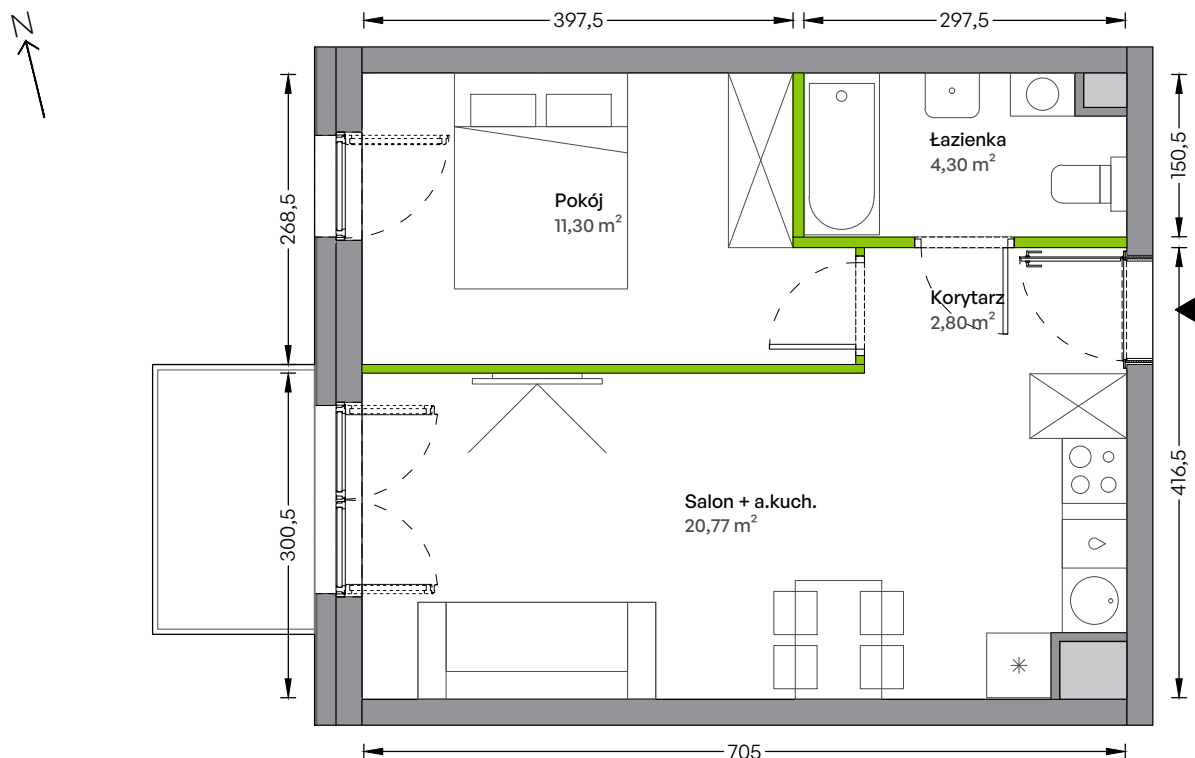 N
397,5
297,5
268,5
150,5
Łazienka
4,30 m²
Pokój
11,30 m²
Korytarz
2,80 m²
300,5
416,5
Salon + a.kuch.
20,77 m²
705